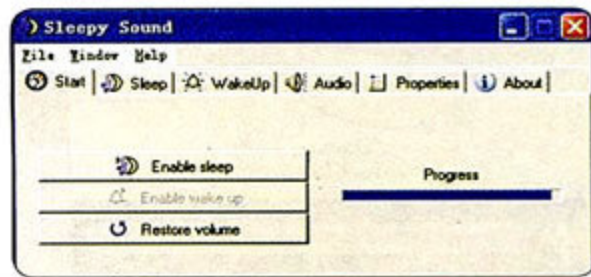 Sleepy Sound
File Window Help
Start Sleep WakeUp Audio Properties About
Enable sleep
Progress
Enable wake up
Restore volume